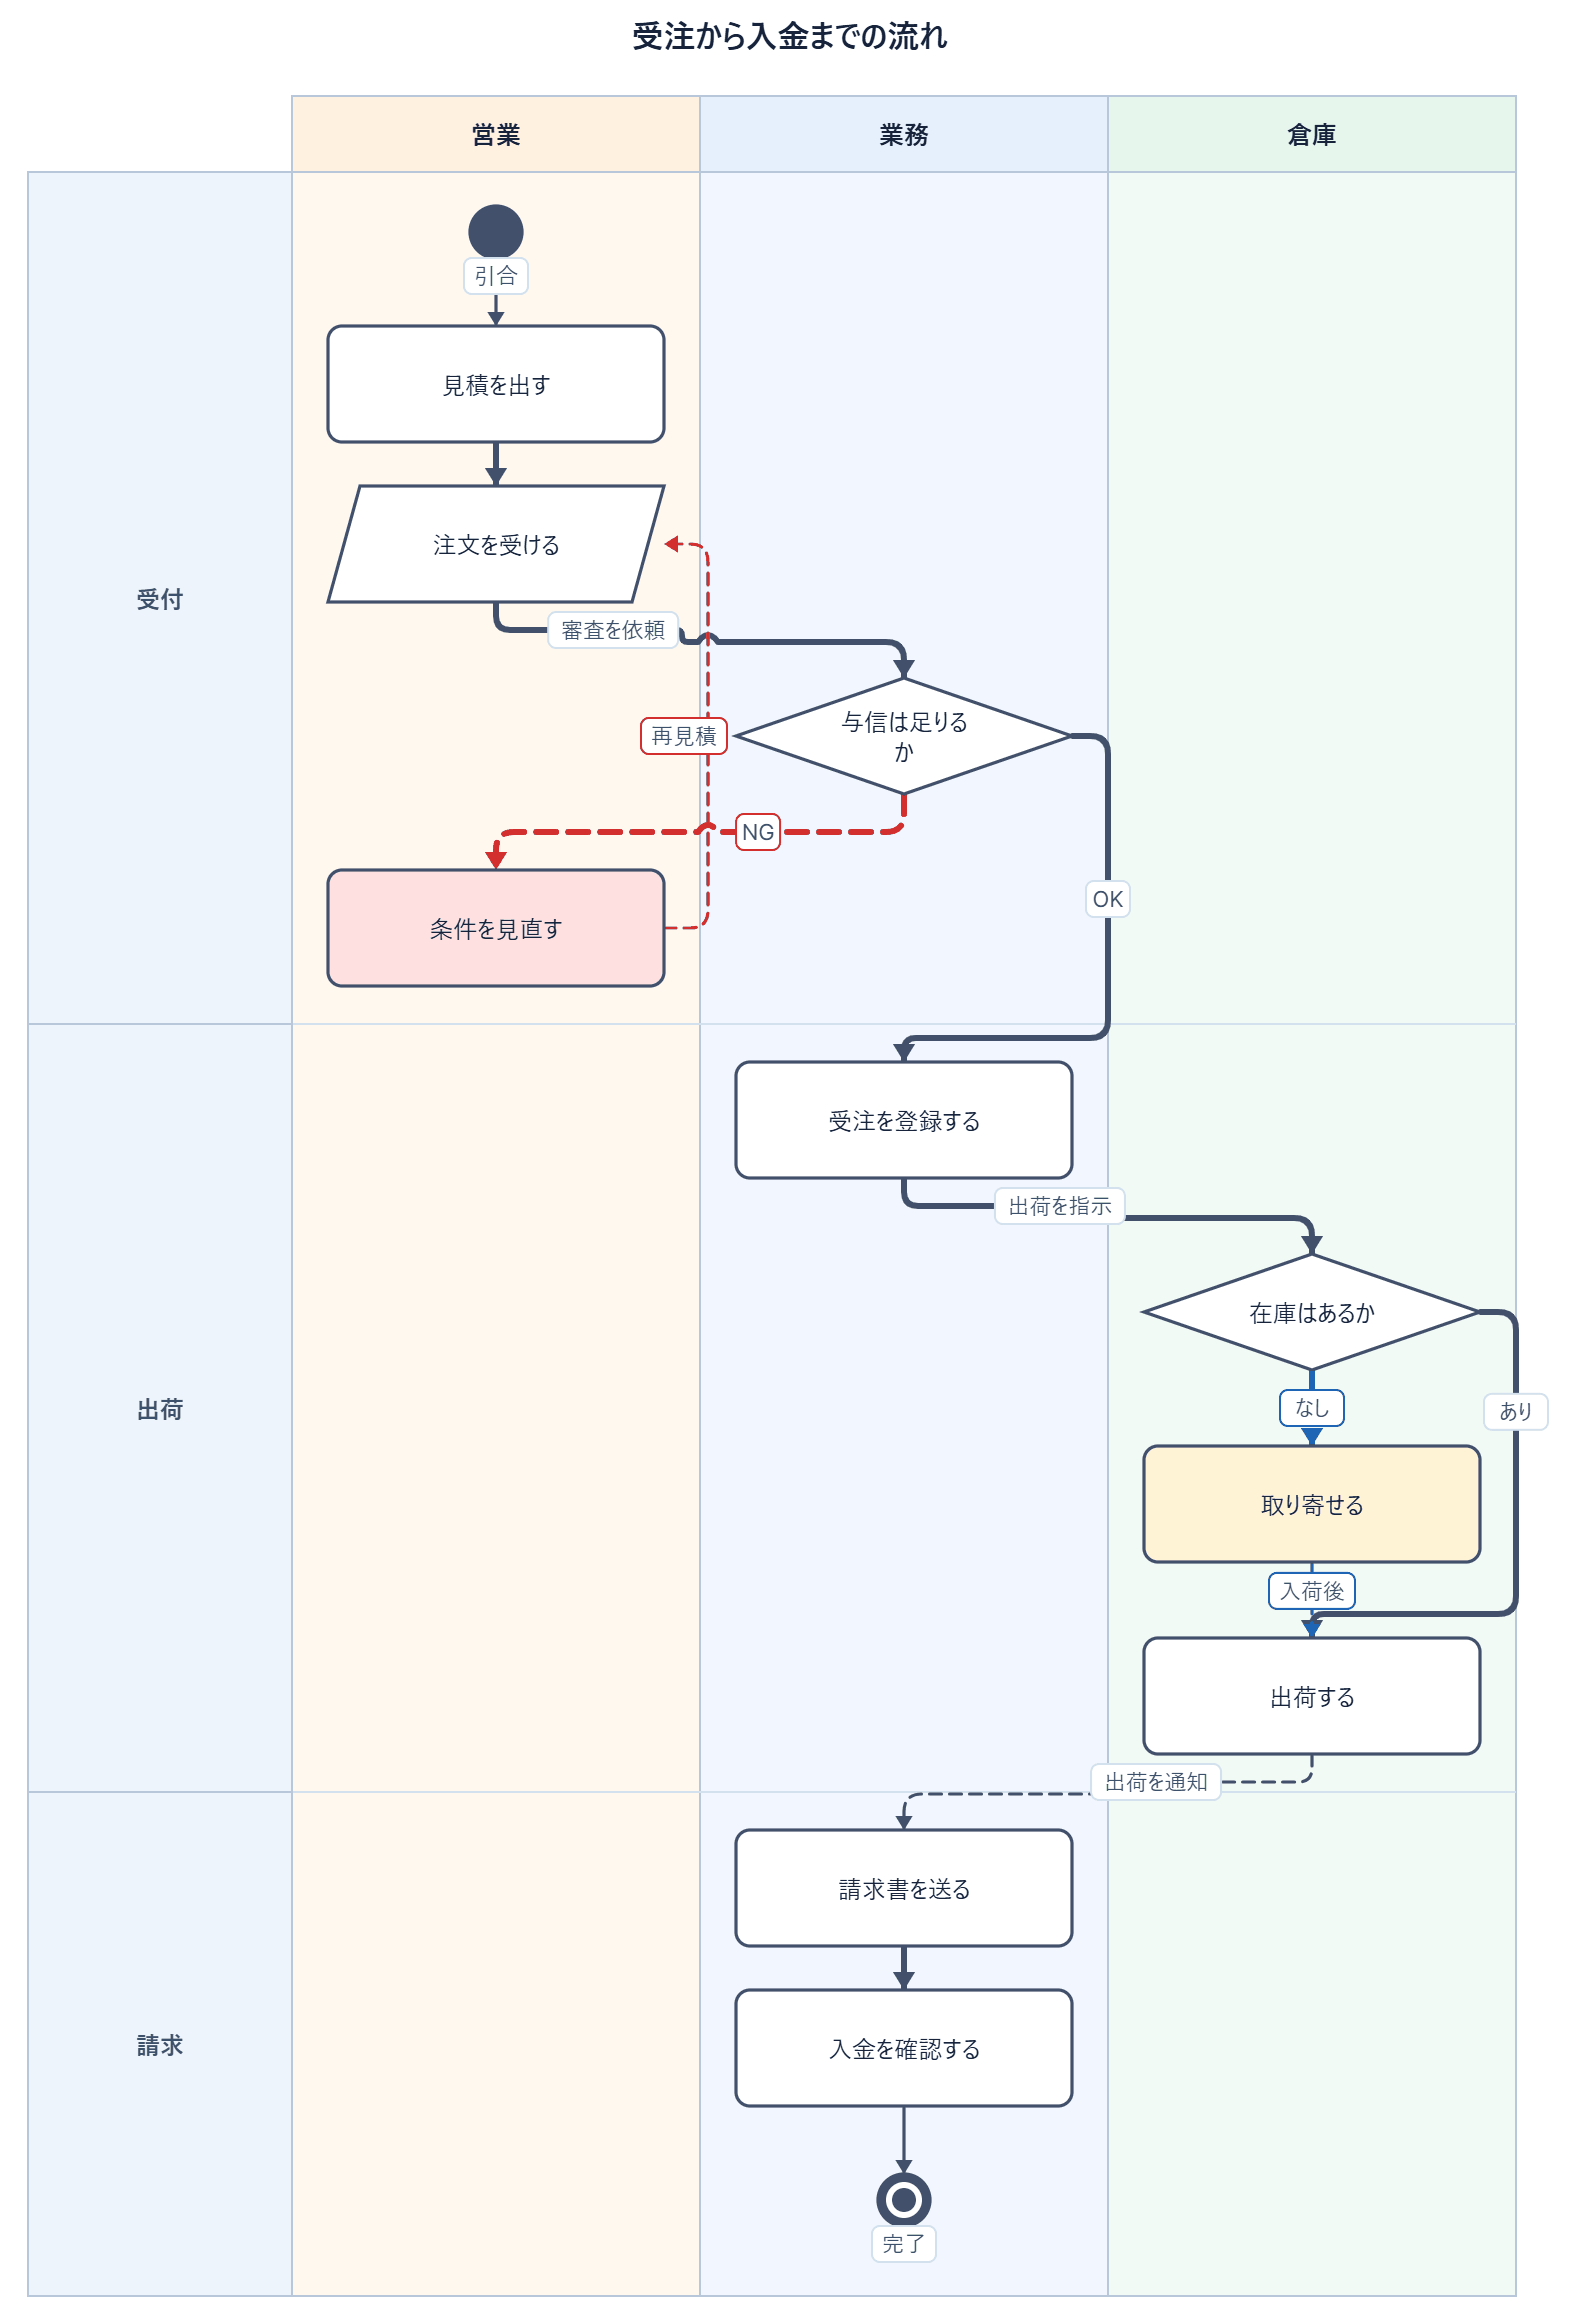 受注から入金までの流れ
営業
業務
倉庫
受付
引合
見積を出す
注文を受ける
審査を依頼
与信は足りる
か
再見積
NG
OK
条件を見直す
出荷
受注を登録する
出荷を指示
在庫はあるか
なし
あり
取り寄せる
入荷後
出荷する
出荷を通知
請求
請求書を送る
入金を確認する
完了